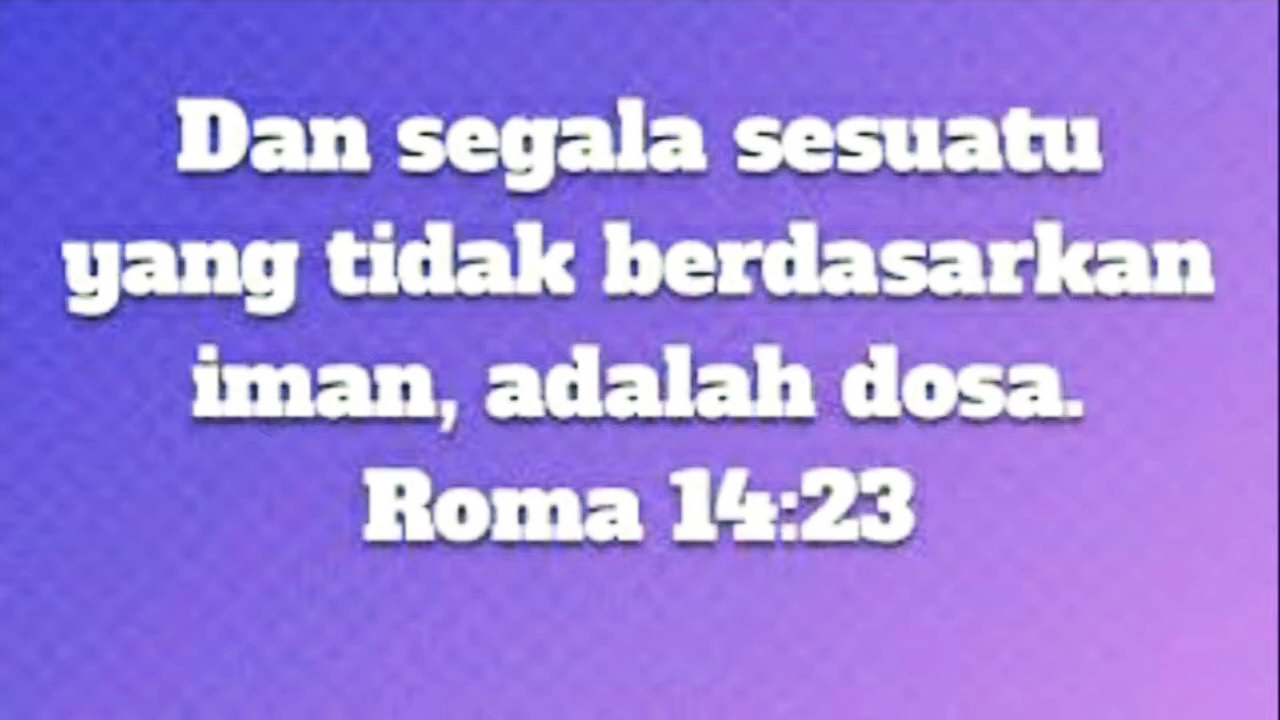 Dan segala sesuatu
yang tidak berdasarkan
iman, adalah dosa.
Roma 14:23